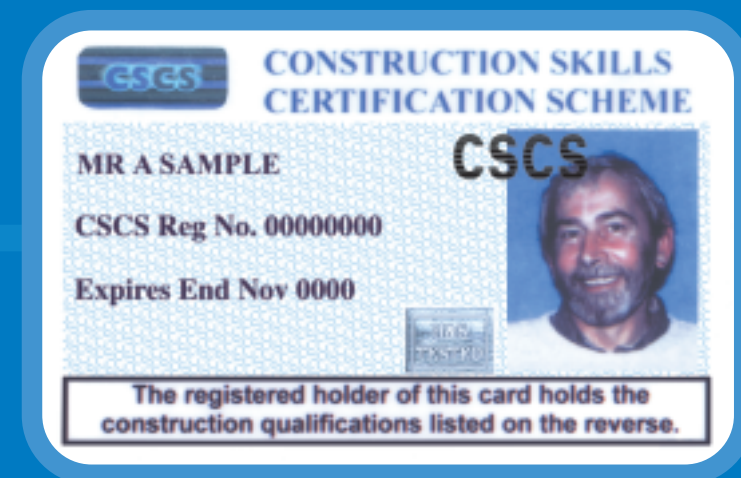 CSCS
CONSTRUCTION SKILLS
CERTIFICATION SCHEME
CSCS
MR A SAMPLE
CSCS Reg No. 00000000
Expires End Nov 0000
TESTED
The registered holder of this card holds the
construction qualifications listed on the reverse.